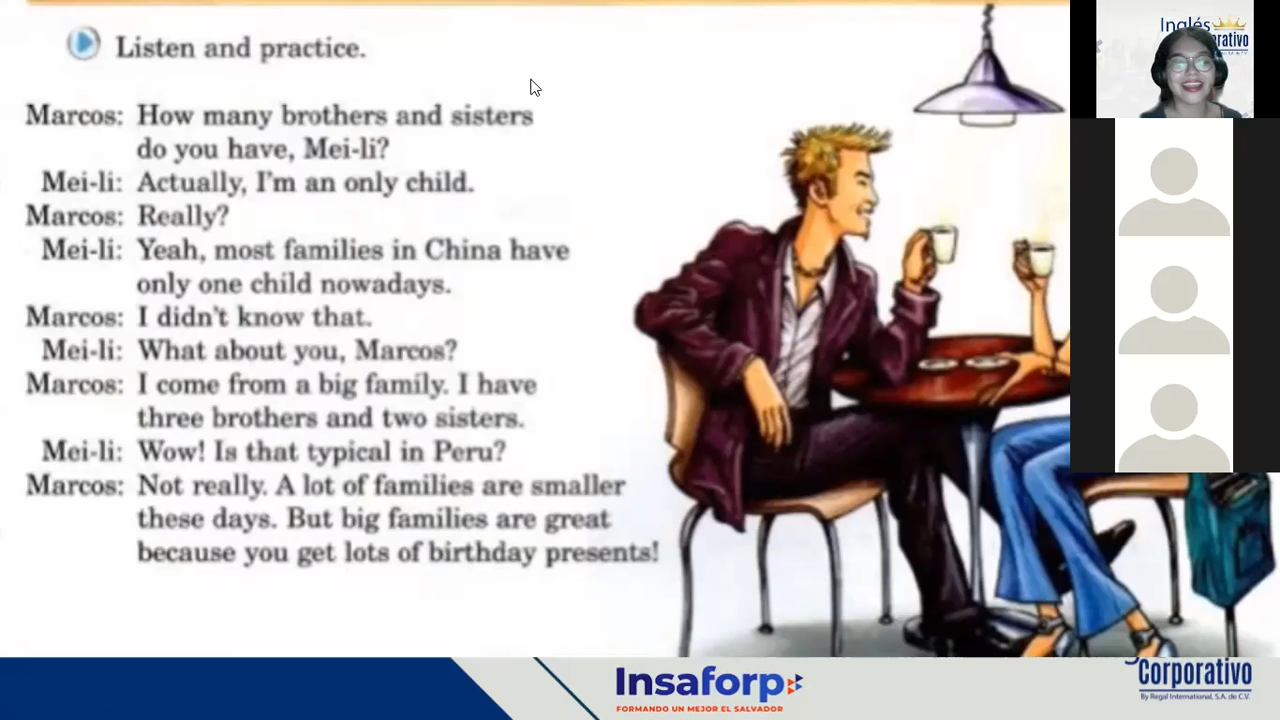 Listen and practice.
Marcos: How many brothers and sisters
do you have, Mei-li?
Mei-li: Actually, I'm an only child.
Marcos: Really?
Mei-li: Yeah, most families in China have
only one child nowadays.
Marcos: I didn't know that.
Mei-li: What about you, Marcos?
Marcos: I come from a big family. I have
three brothers and two sisters.
Mei-li: Wow! Is that typical in Peru?
Marcos: Not really. A lot of families are smaller
these days. But big families are great
because you get lots of birthday presents!
Inglés
Insaforp
FORMANDO UN MEJOR EL SALVADOR
Corporativo
By Regal International, S.A. de C.V.